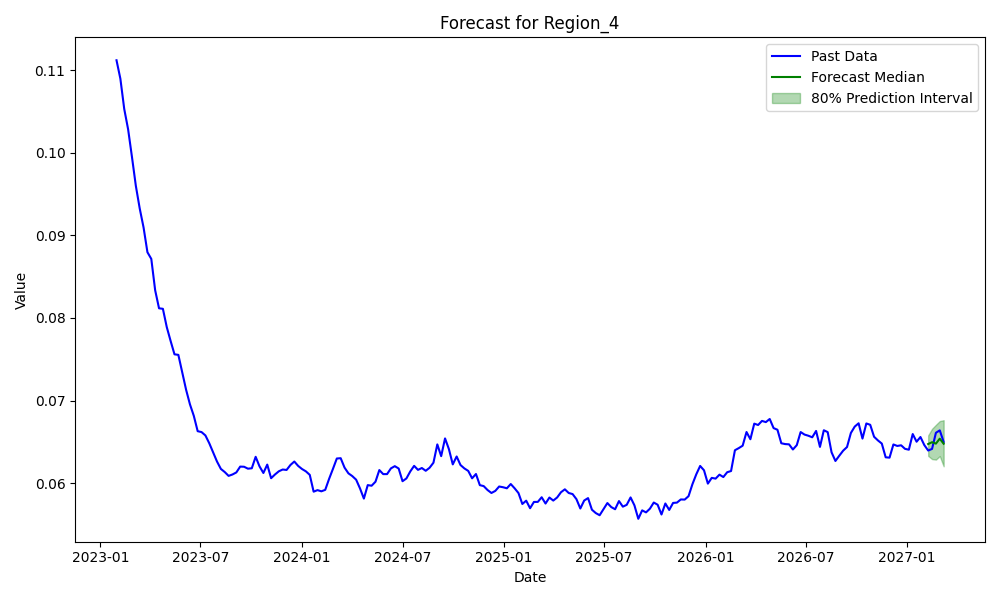 Forecast for Region_4
Past Data
Forecast Median
80% Prediction Interval
Value
0.11
0.10
0.09
0.08
0.07
0.06
2023-01
2023-07
2024-01
2024-07
2025-01
2025-07
2026-01
2026-07
2027-01
Date